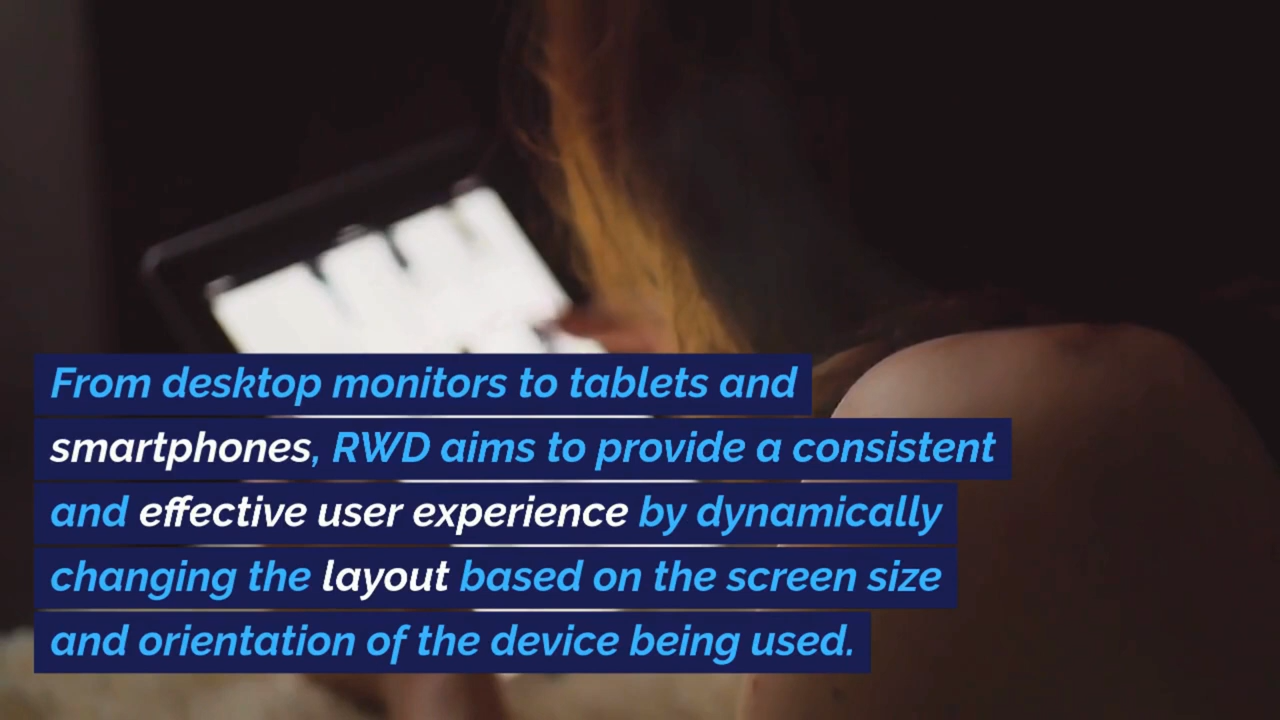 From desktop monitors to tablets and
smartphones, RWD aims to provide a consistent
and effective user experience by dynamically
changing the layout based on the screen size
and orientation of the device being used.